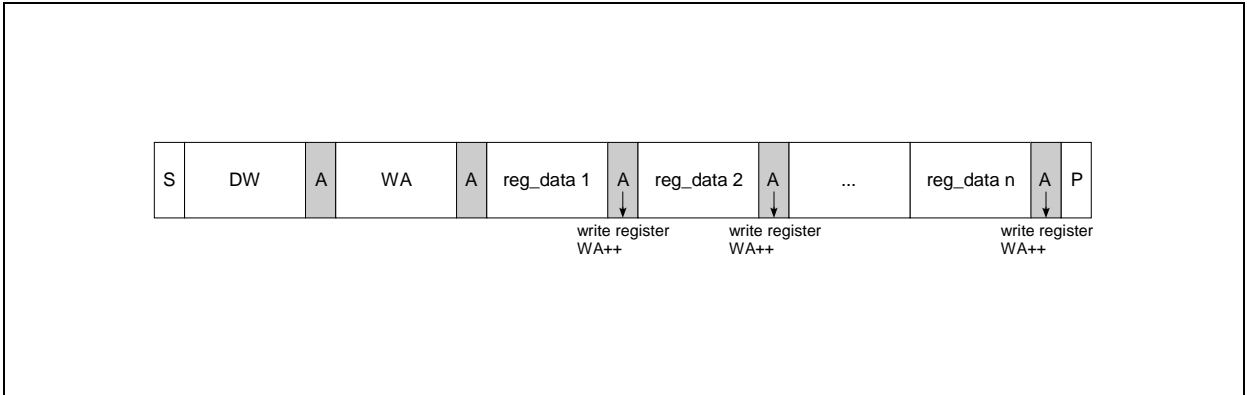 S DW A WA A reg_data 1 A reg_data 2 A ... reg_data n A P
write register write register write register
WA++ WA++ WA++